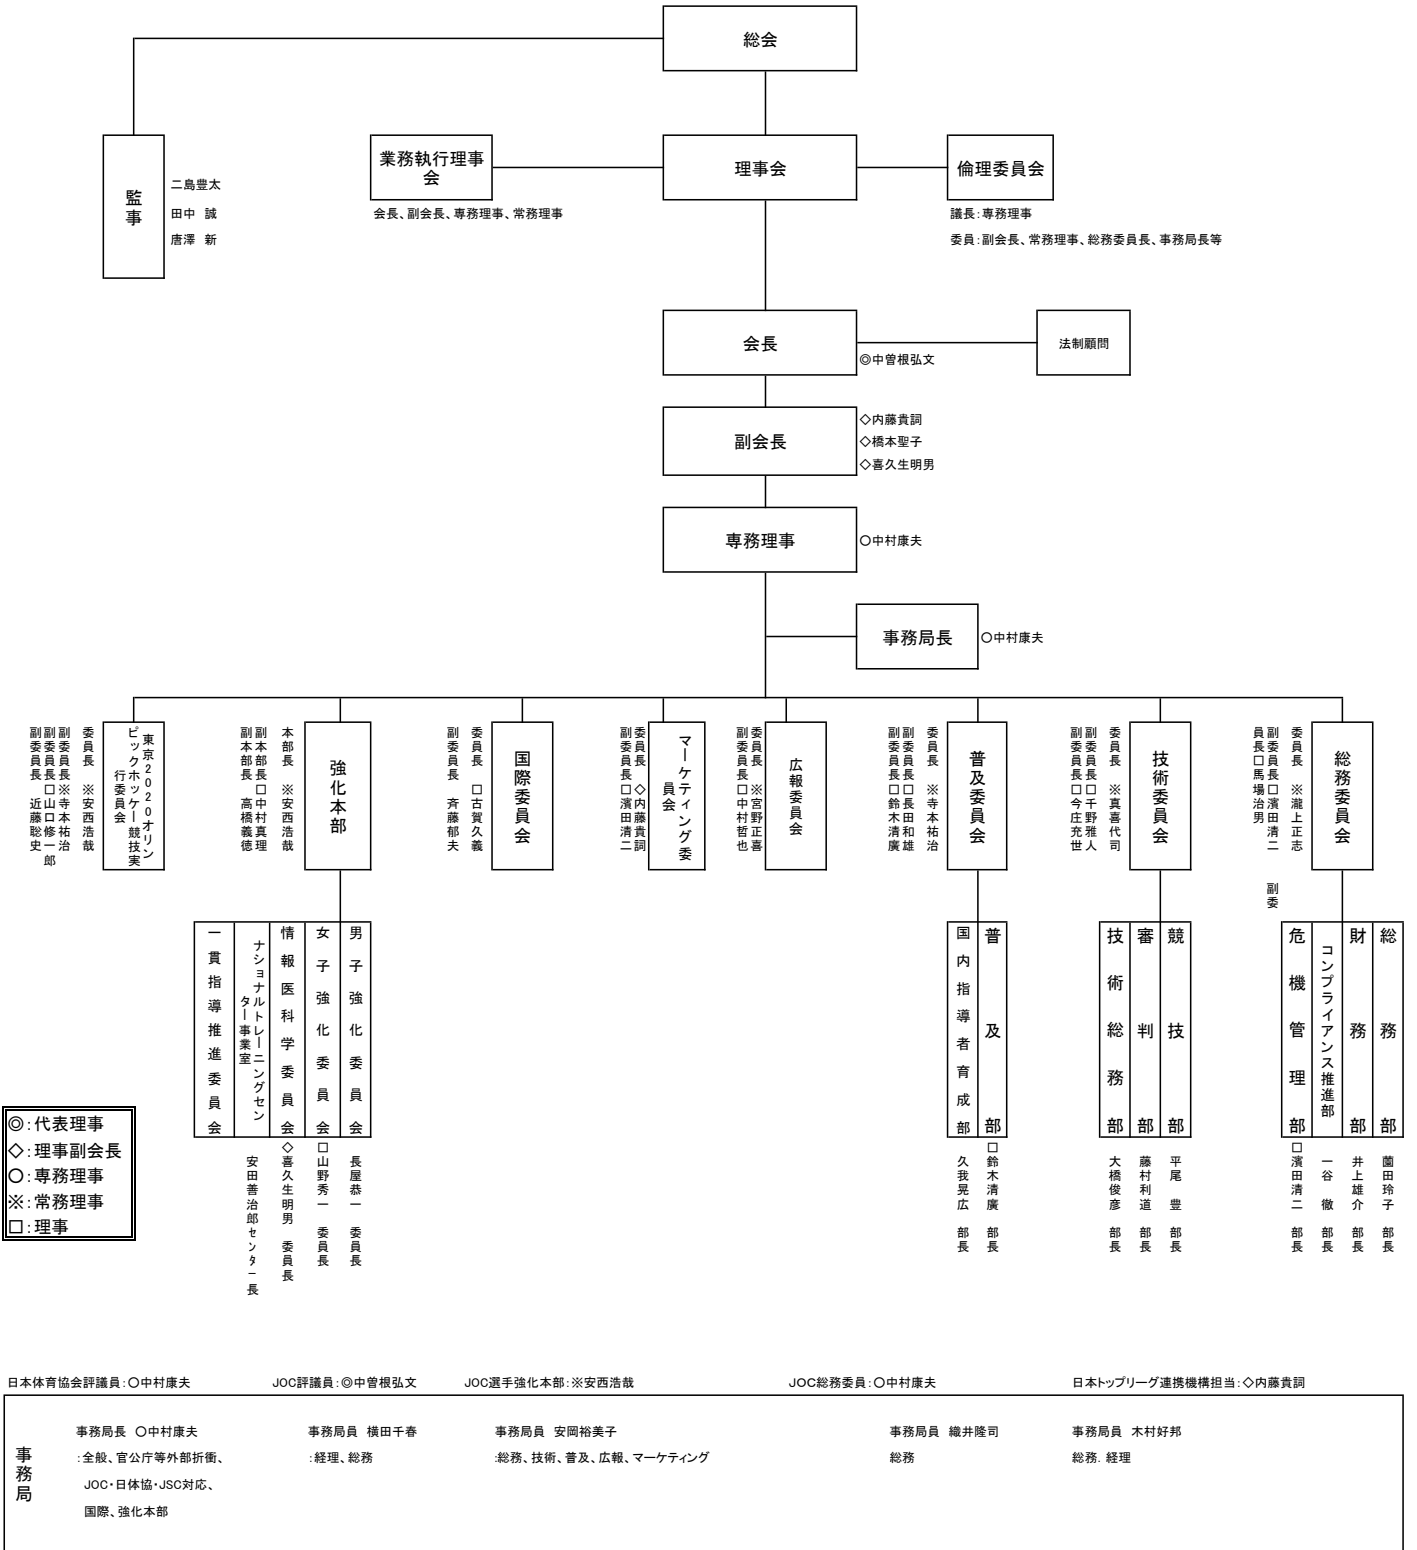 総会
監事
二島豊太
田中　誠
唐澤　新
業務執行理事
会
会長、副会長、専務理事、常務理事
理事会
倫理委員会
議長：専務理事
委員：副会長、常務理事、総務委員長、事務局長等
会長
◎中曽根弘文
法制顧問
副会長
◇内藤貴詞
◇橋本聖子
◇喜久生明男
専務理事
○中村康夫
事務局長
○中村康夫
東京２０２０オリン
ピックホッケー競技実
行委員会
委員長　※安西浩哉
副委員長※寺本祐治
副委員長□山口修一郎
副委員長　近藤聡史
強化本部
本部長　※安西浩哉
副本部長□中村真理
副本部長　高橋義徳
国際委員会
委員長　□古賀久義
副委員長　斉藤郁夫
マーケティング委
員会
委員長　◇内藤貴詞
副委員長□濱田清二
広報委員会
委員長　※宮野正喜
副委員長□中村哲也
普及委員会
委員長　※寺本祐治
副委員長□長田和雄
副委員長□鈴木清廣
技術委員会
委員長　※真喜代司
副委員長□千野雅人
副委員長□今庄充世
総務委員会
委員長　※瀧上正志
副委員長□濱田清二　　副委
員長□馬場治男
男子強化委員会
長屋恭一　委員長
女子強化委員会
□山野秀一　委員長
情報医科学委員会
◇喜久生明男　委員長
ナショナルトレーニングセン
ター事業室
安田善治郎センター長
一貫指導推進委員会
普及部
□鈴木清廣　部長
国内指導者育成部
久我晃広　部長
競技部
平尾　豊　部長
審判部
藤村利道　部長
技術総務部
大橋俊彦　部長
総務部
薗田玲子　部長
財務部
井上雄介　部長
コンプライアンス推進部
一谷　徹　部長
危機管理部
□濱田清二　部長
◎：代表理事
◇：理事副会長
○：専務理事
※：常務理事
□：理事
日本体育協会評議員：○中村康夫
JOC評議員：◎中曽根弘文
JOC選手強化本部：※安西浩哉
JOC総務委員：○中村康夫
日本トップリーグ連携機構担当：◇内藤貴詞
事務局
事務局長　○中村康夫
：全般、官公庁等外部折衝、
JOC・日体協・JSC対応、
国際、強化本部
事務局員　横田千春
：経理、総務
事務局員　安岡裕美子
：総務、技術、普及、広報、マーケティング
事務局員　織井隆司
総務
事務局員　木村好邦
総務．経理